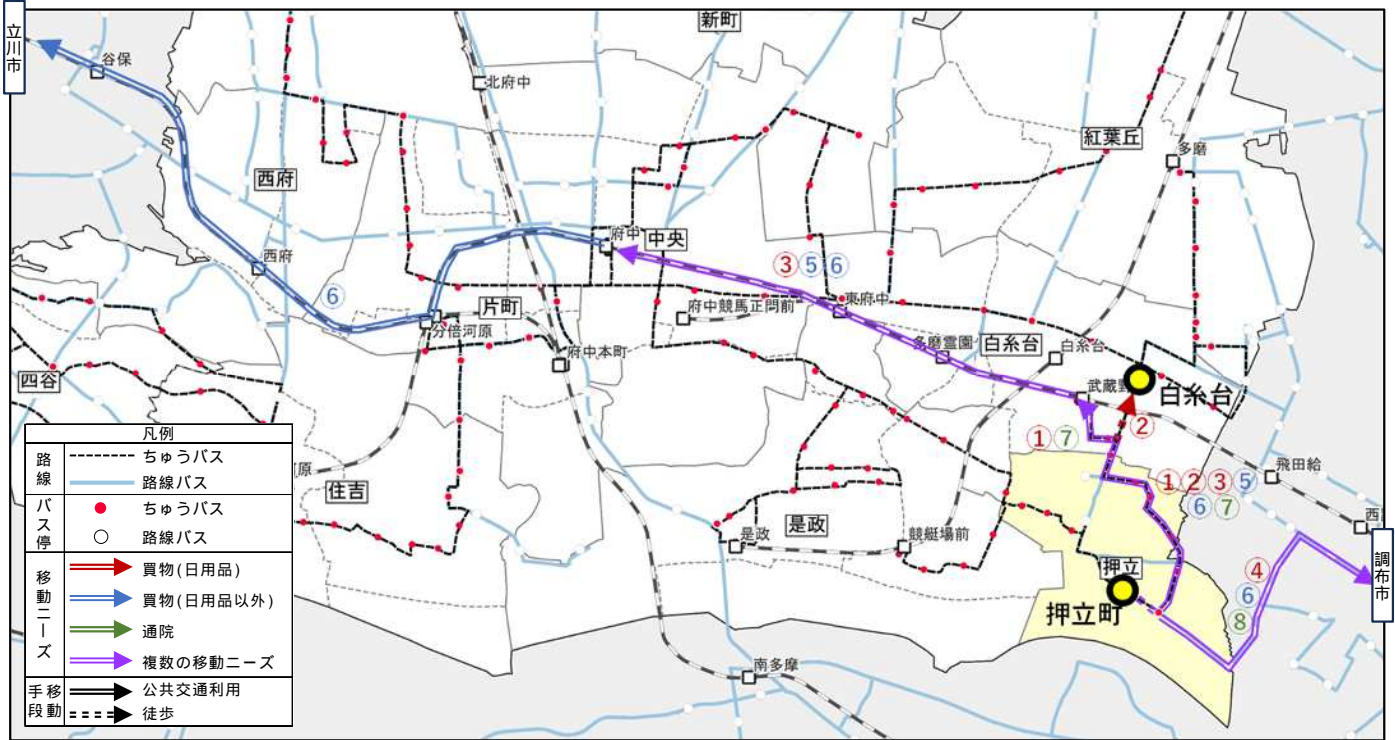 立川市
谷保
新町
北府中
紅葉丘
多磨
西府
府中
中央
③⑤⑥
西府
⑥
片町
府中競馬正門前
東府中
分倍河原
多磨霊園
白糸台
白糸台
府中本町
四谷
武蔵野
白糸台
②
①⑦
飛田給
①②③⑤
⑥⑦
西
凡例
路線
ちゅうバス
路線バス
バス停
ちゅうバス
路線バス
移動ニーズ
買物(日用品)
買物(日用品以外)
通院
複数の移動ニーズ
移動手段
公共交通利用
徒歩
原
住吉
是政
是政
競艇場前
押立
押立町
④
⑥
⑧
調布市
南多摩